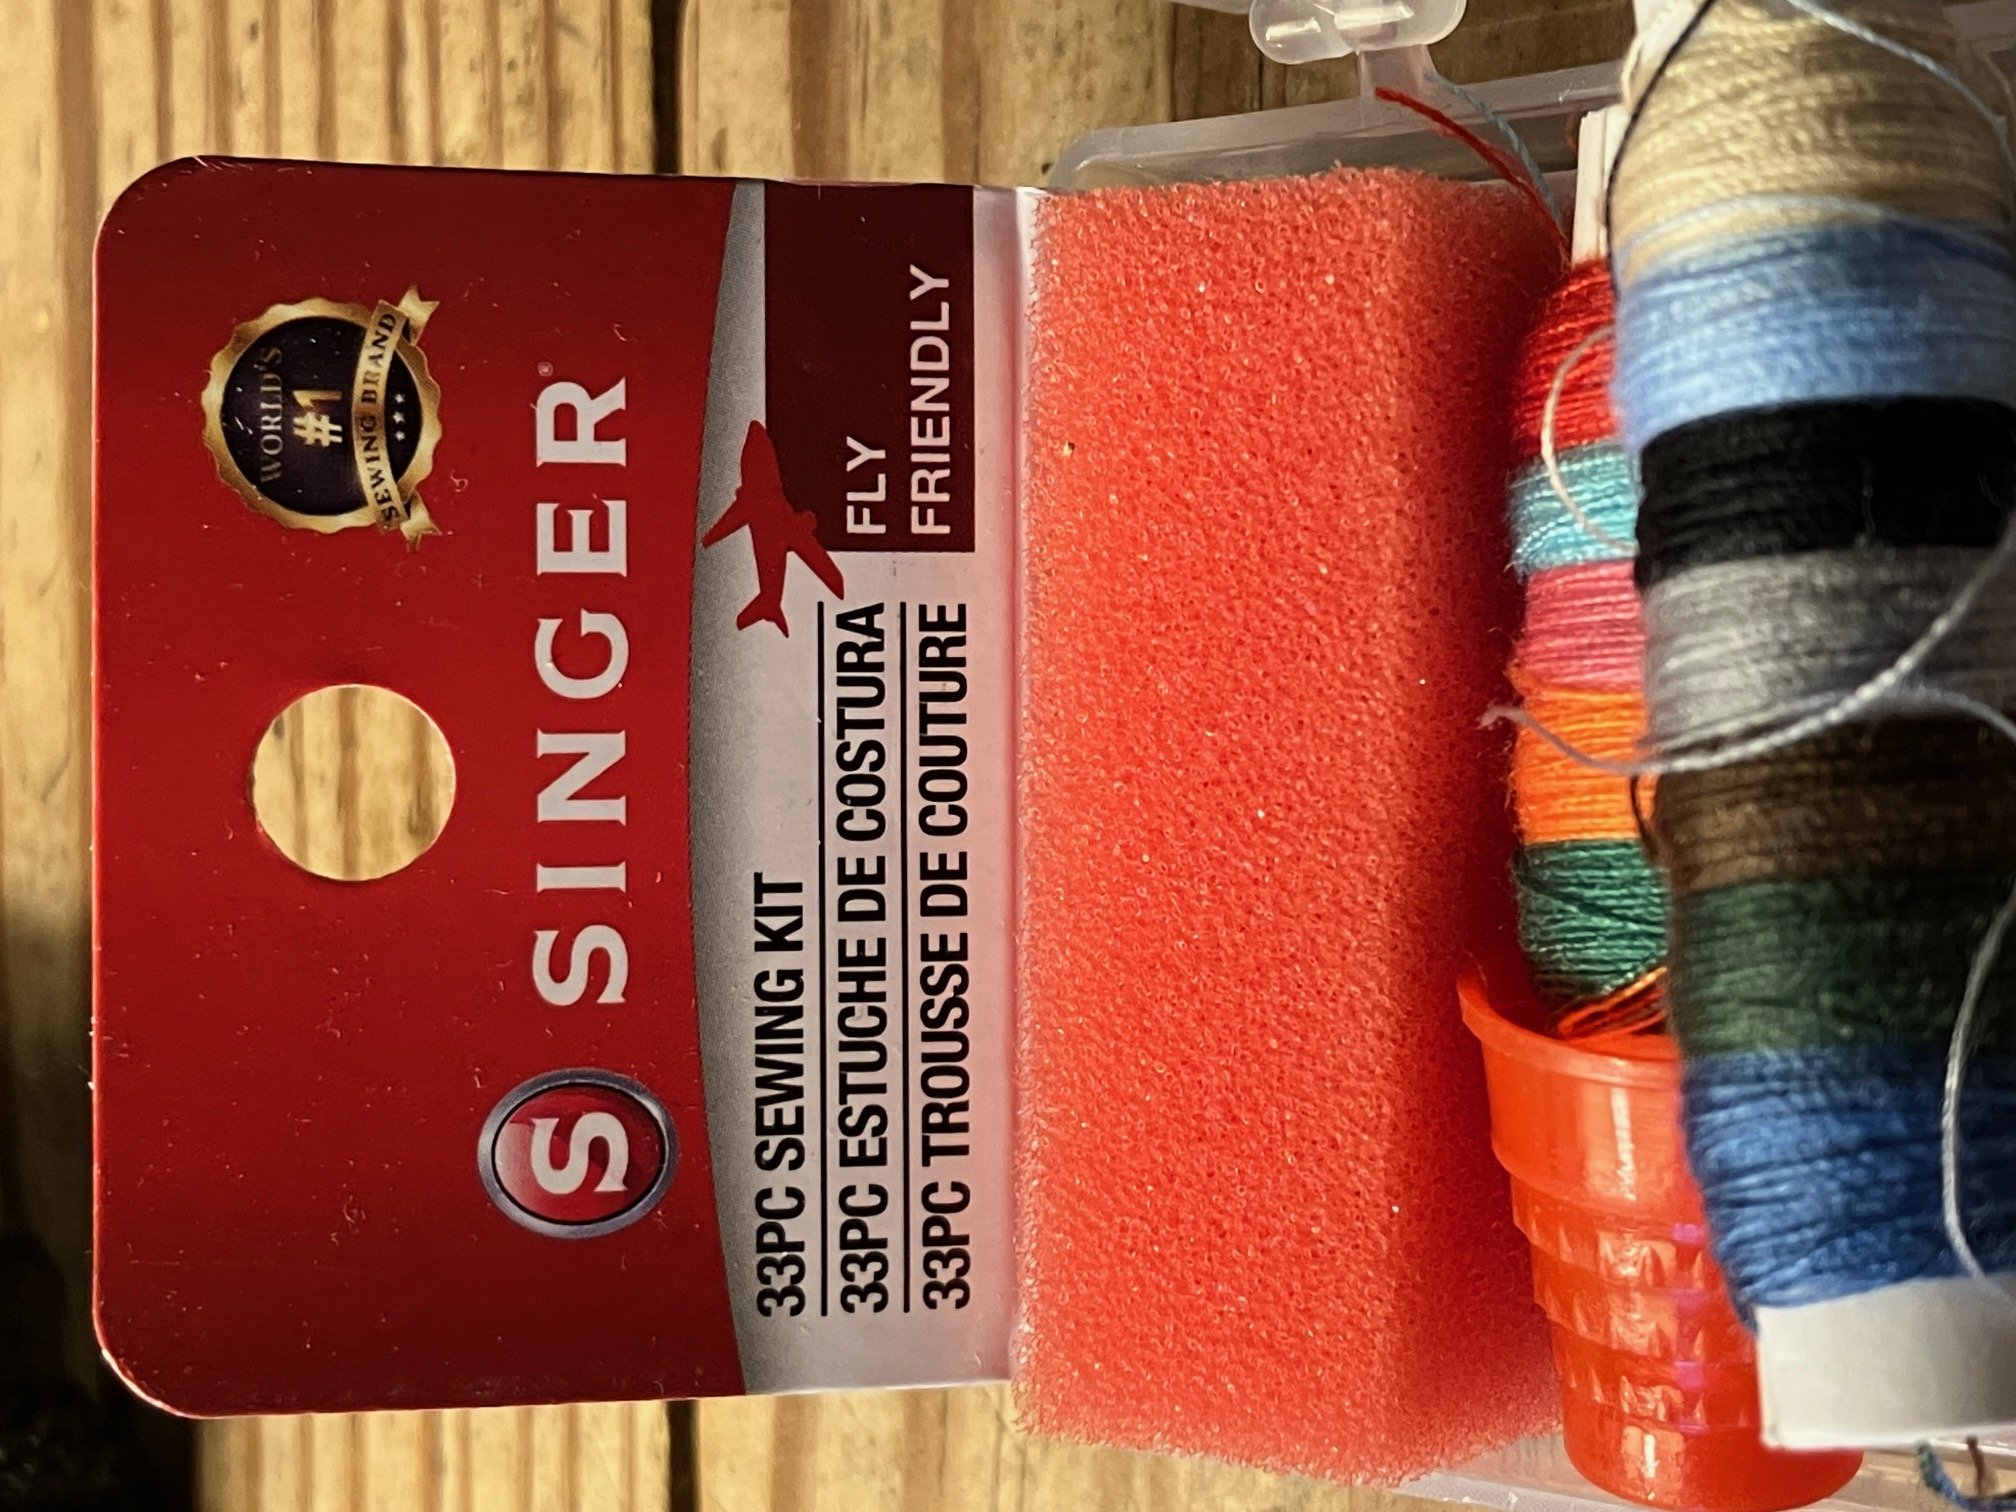 WORLD'S
#1
SEWING BRAND
S SINGER®
FLY
FRIENDLY
33PC SEWING KIT
33PC ESTUCHE DE COSTURA
33PC TROUSSE DE COUTURE